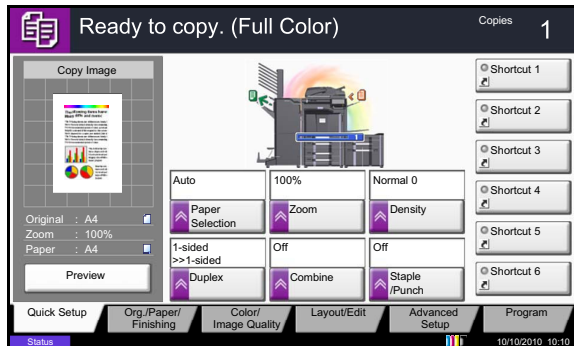 Ready to copy. (Full Color)
Copies 1
Copy Image
Original : A4
Zoom : 100%
Paper : A4
Preview
Auto
Paper
Selection
100%
Zoom
Normal 0
Density
1-sided
>>1-sided
Duplex
Off
Combine
Off
Staple
/Punch
Shortcut 1
Shortcut 2
Shortcut 3
Shortcut 4
Shortcut 5
Shortcut 6
Quick Setup
Org./Paper/
Finishing
Color/
Image Quality
Layout/Edit
Advanced
Setup
Program
Status
10/10/2010 10:10